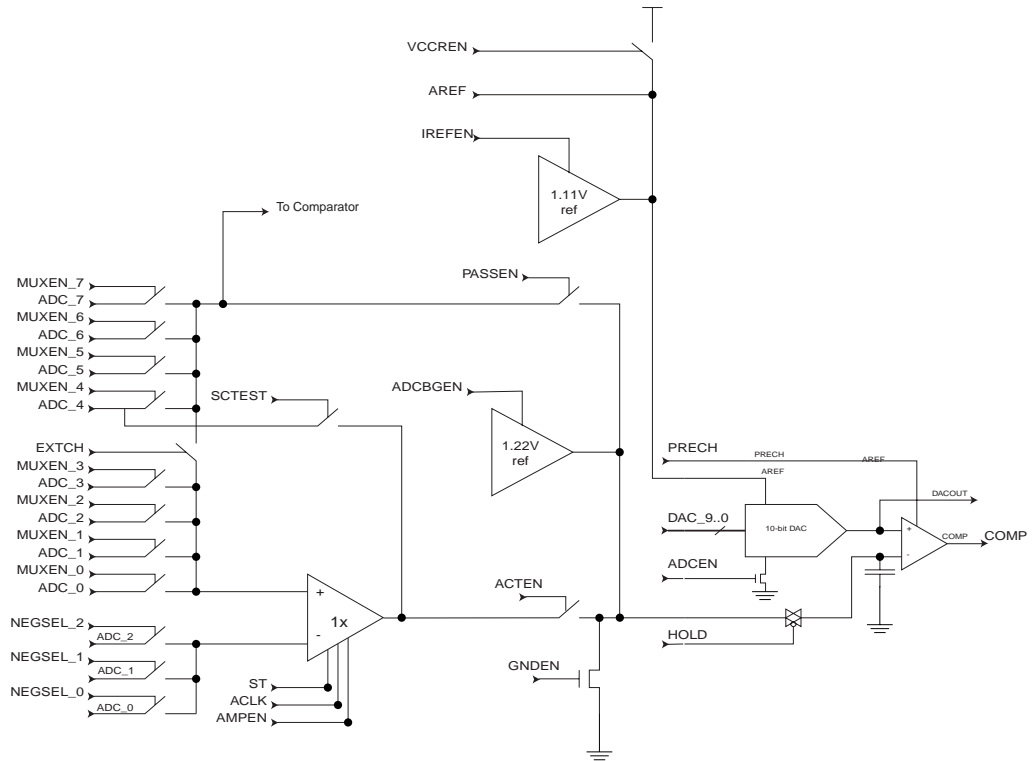 VCCREN
AREF
IREFEN
1.11V
ref
To Comparator
PASSEN
MUXEN_7
ADC_7
MUXEN_6
ADC_6
MUXEN_5
ADC_5
MUXEN_4
ADC_4
SCTEST
ADCBGEN
1.22V
ref
EXTCH
MUXEN_3
ADC_3
MUXEN_2
ADC_2
MUXEN_1
ADC_1
MUXEN_0
ADC_0
PRECH
PRECH
AREF
AREF
DACOUT
DAC_9..0
10-bit DAC
+
-
COMP
COMP
ADCEN
ACTEN
+
1x
-
NEGSEL_2
ADC_2
NEGSEL_1
ADC_1
NEGSEL_0
ADC_0
HOLD
GNDEN
ST
ACLK
AMPEN